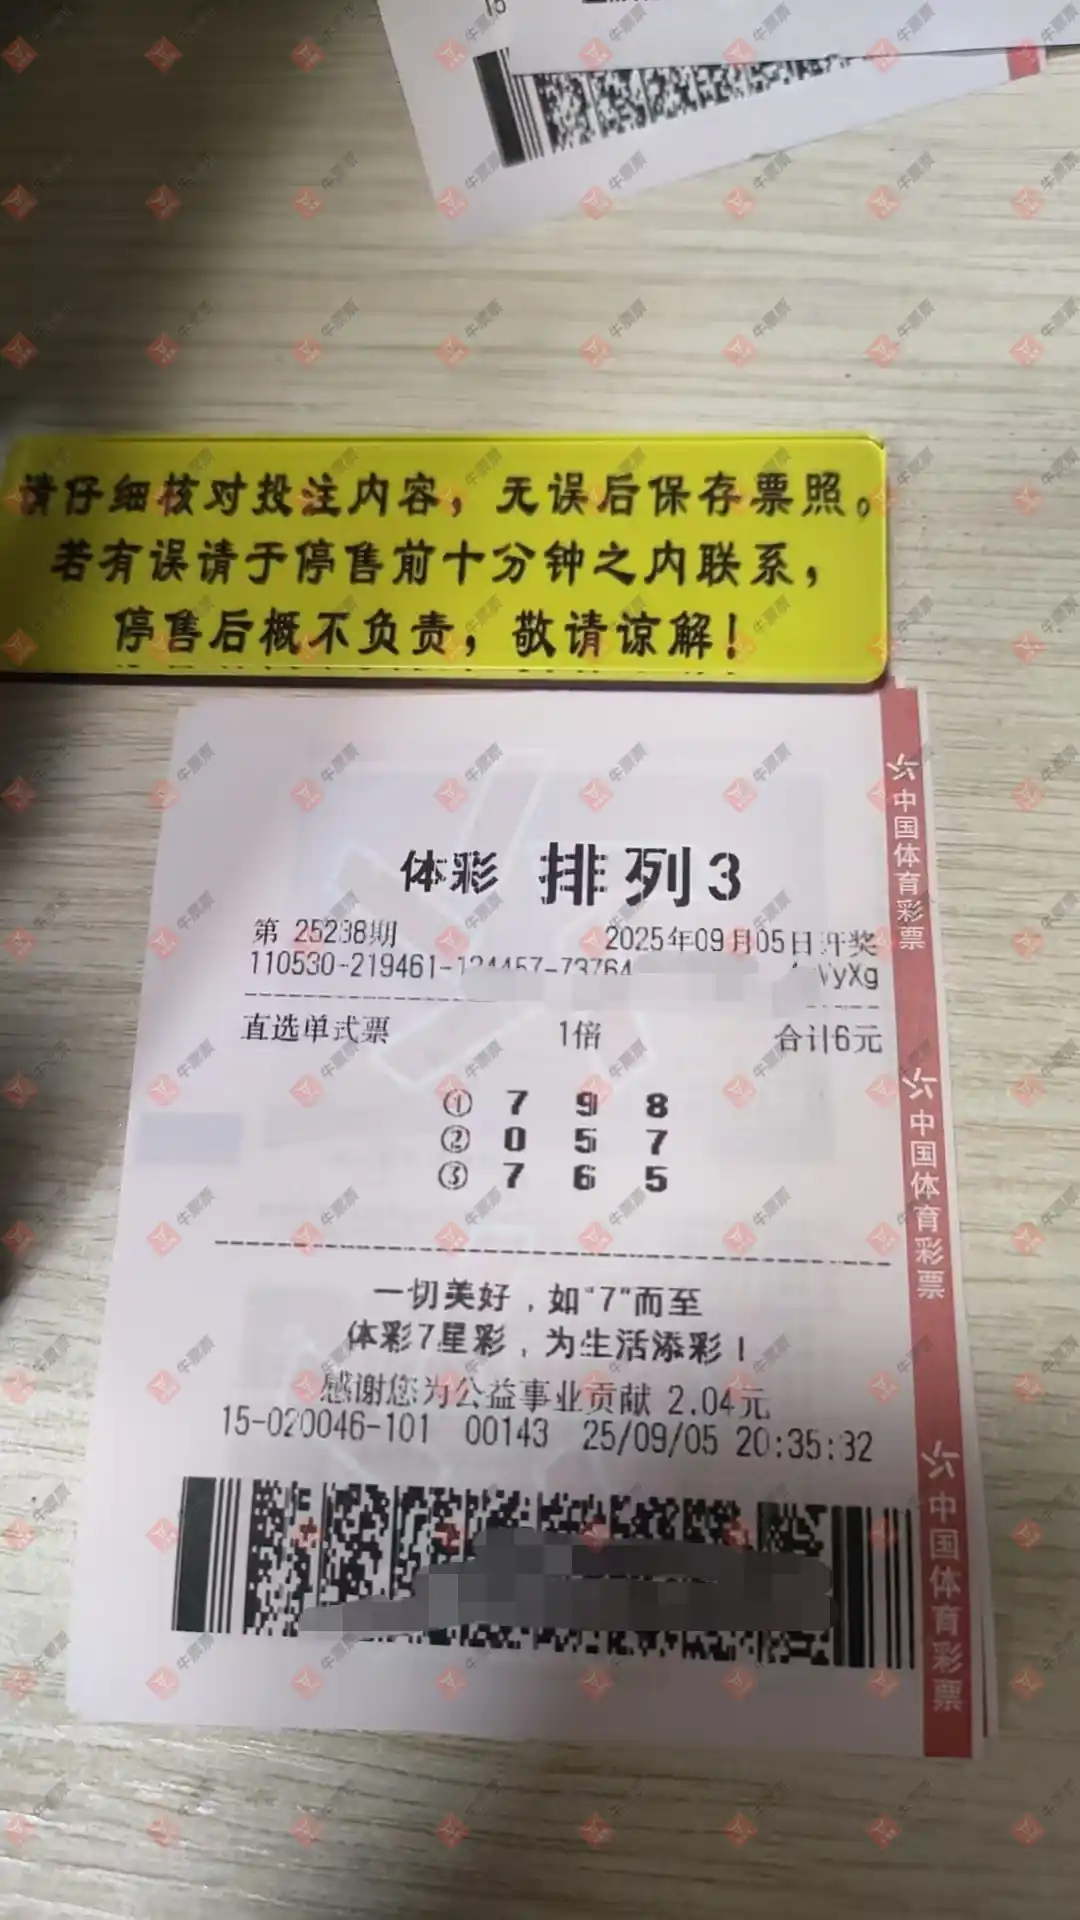 请仔细核对投注内容，无误后保存票照。
若有误请于停售前十分钟之内联系，
停售后概不负责，敬请谅解！
体彩 排列3
第 25238期 2025年09月05日开奖
110530-219461- VyXg
直选单式票 1倍 合计6元
① 7 9 8
② 0 5 7
③ 7 6 5
一切美好，如"7"而至
体彩7星彩，为生活添彩！
感谢您为公益事业贡献 2.04元
15-020046-101 00143 25/09/05 20:35:32
中国体育彩票
中国体育彩票
中国体育彩票
牛票票